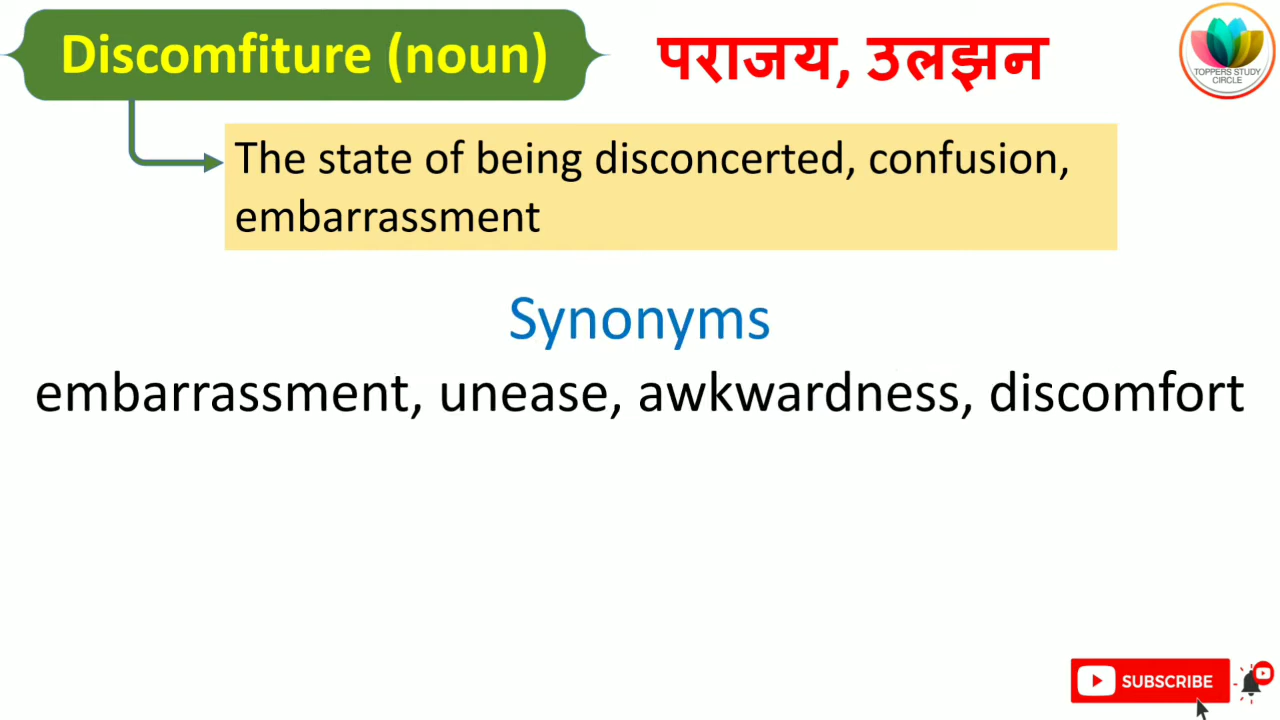 Discomfiture (noun)
पराजय, उलझन
TOPPERS STUDY
CIRCLE
The state of being disconcerted, confusion,
embarrassment
Synonyms
embarrassment, unease, awkwardness, discomfort
SUBSCRIBE